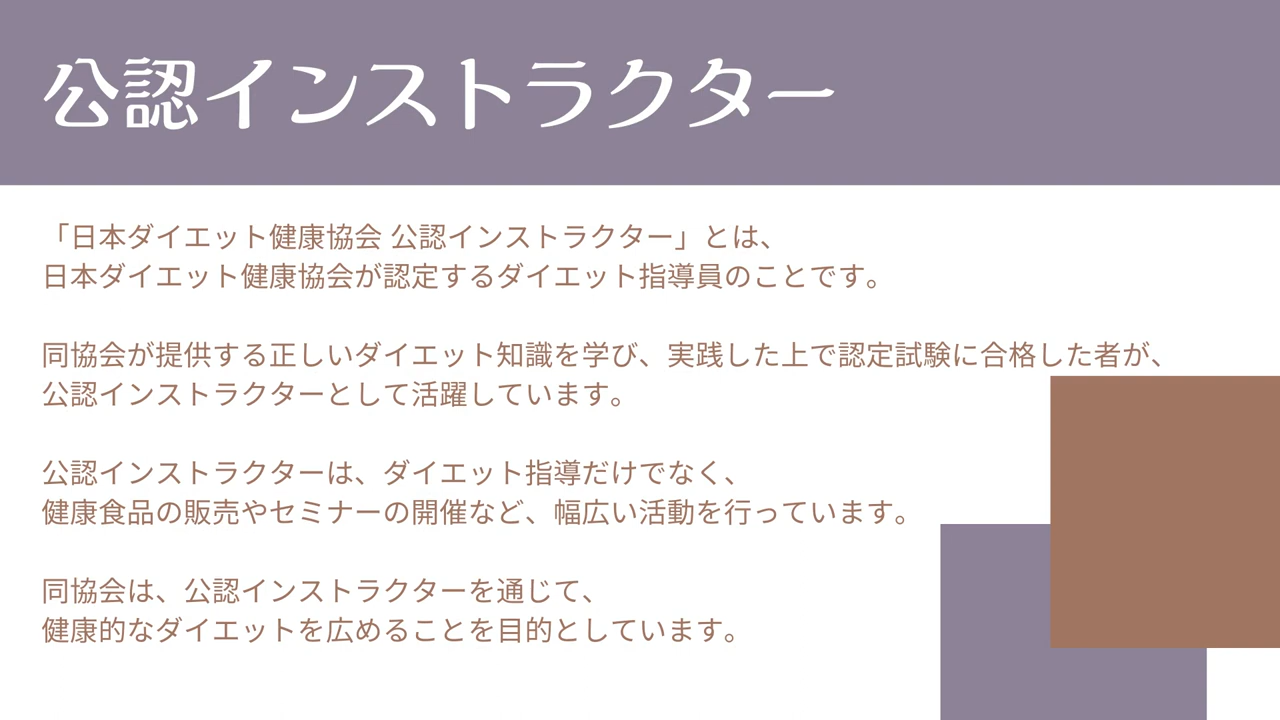 公認インストラクター
「日本ダイエット健康協会 公認インストラクター」とは、
日本ダイエット健康協会が認定するダイエット指導員のことです。
同協会が提供する正しいダイエット知識を学び、実践した上で認定試験に合格した者が、
公認インストラクターとして活躍しています。
公認インストラクターは、ダイエット指導だけでなく、
健康食品の販売やセミナーの開催など、幅広い活動を行っています。
同協会は、公認インストラクターを通じて、
健康的なダイエットを広めることを目的としています。